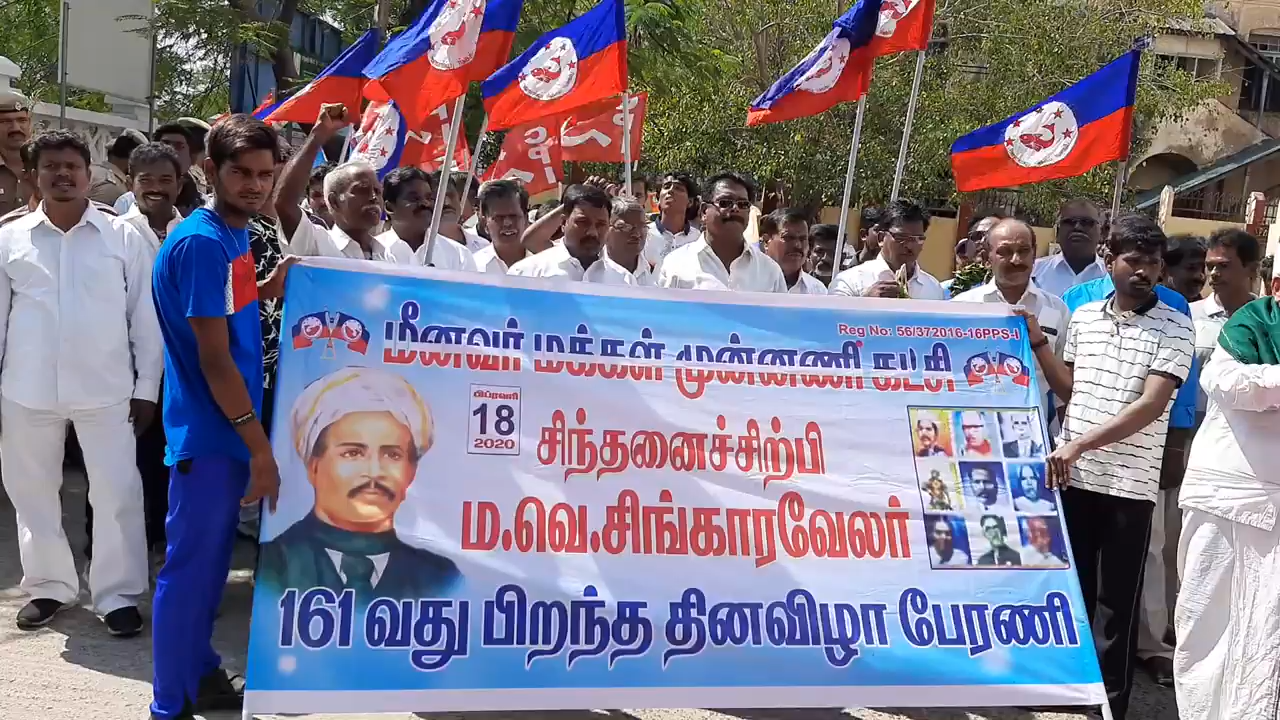 Reg No: 56/372016-16PPS-I
மீனவர் மக்கள் முன்னணி கட்சி
பிப்ரவரி
18
2020
சிந்தனைச்சிற்பி
ம.வெ.சிங்காரவேலர்
161 வது பிறந்த தினவிழா பேரணி